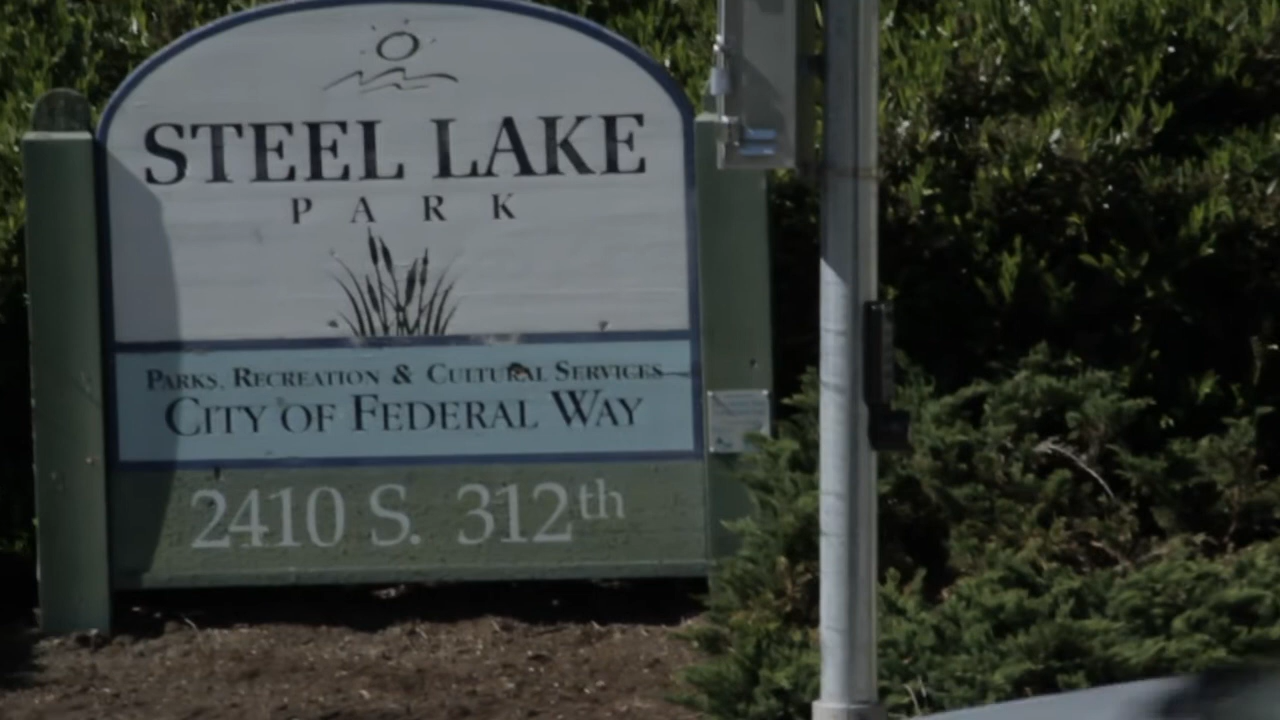 STEEL LAKE
PARK
PARKS, RECREATION & CULTURAL SERVICES
CITY OF FEDERAL WAY
2410 S. 312th